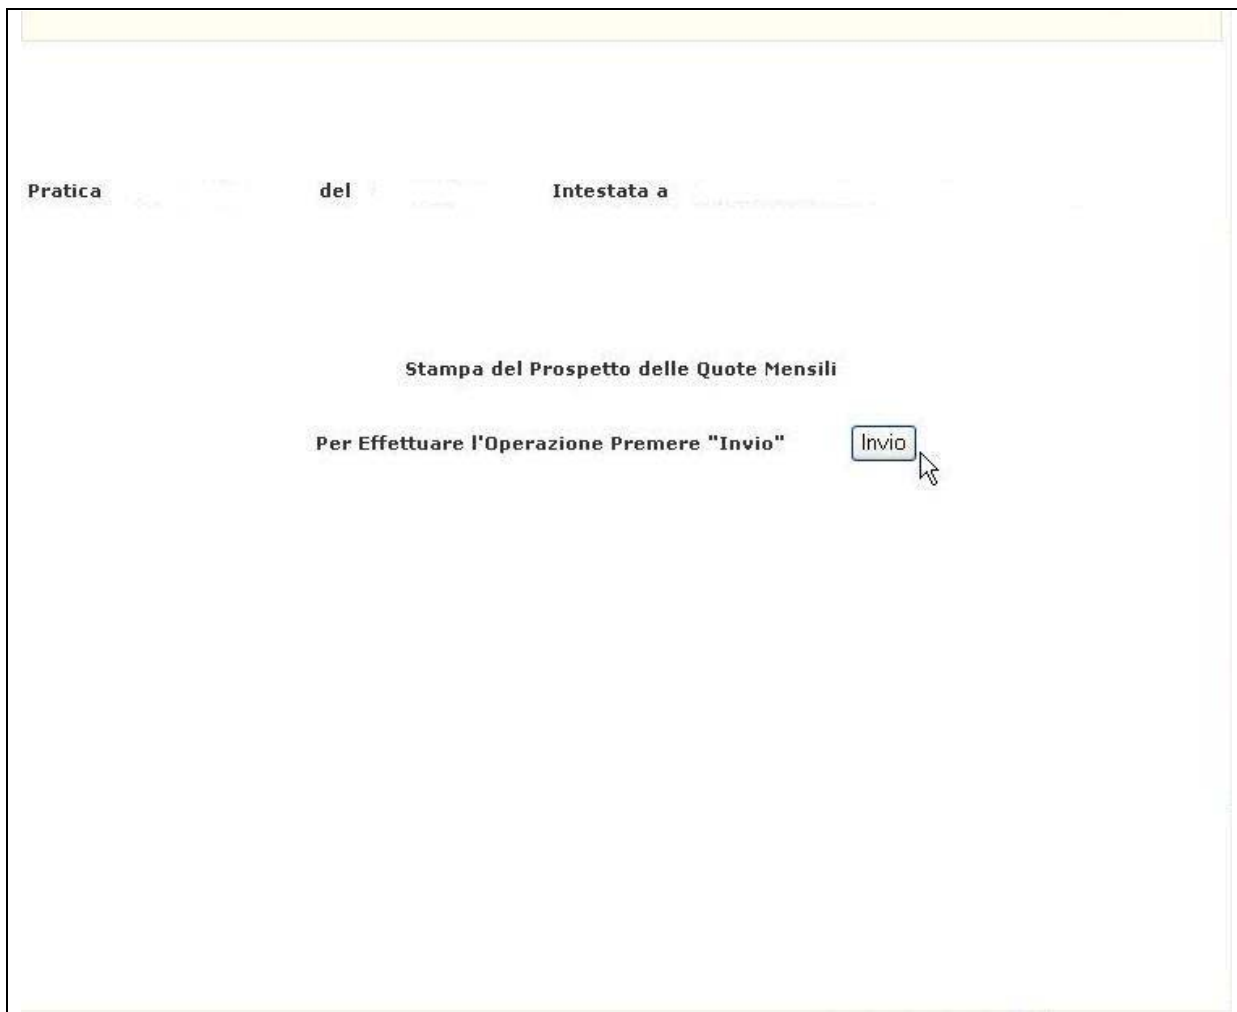 Pratica del Intestata a
Stampa del Prospetto delle Quote Mensili
Per Effettuare l'Operazione Premere "Invio" Invio